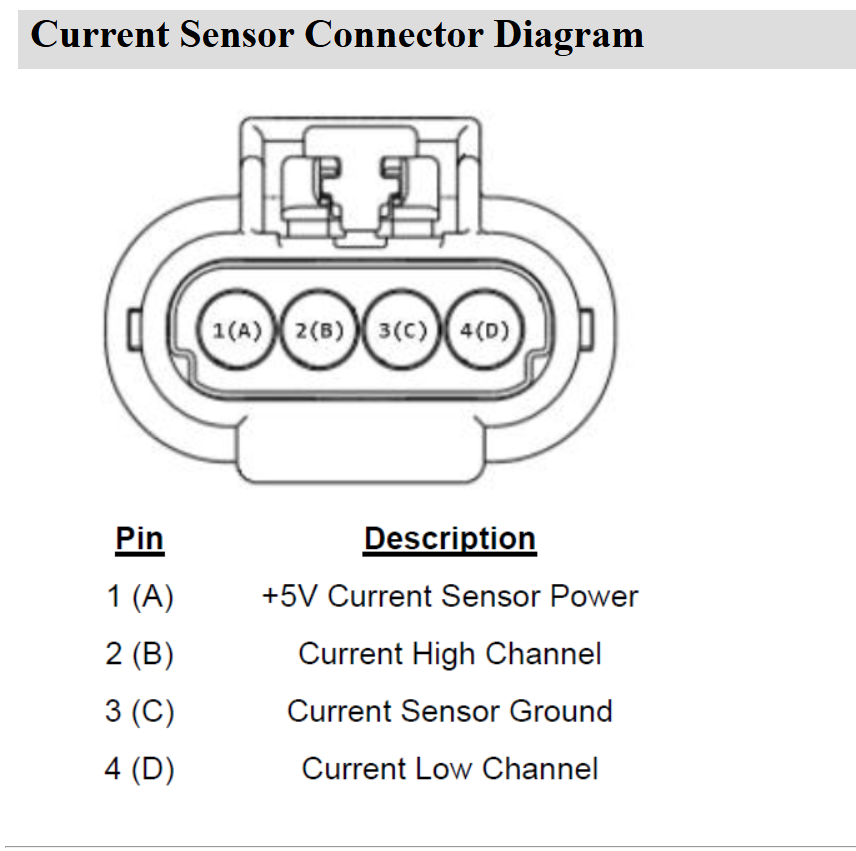 Current Sensor Connector Diagram
1(A) 2(B) 3(C) 4(D)
Pin Description
1 (A) +5V Current Sensor Power
2 (B) Current High Channel
3 (C) Current Sensor Ground
4 (D) Current Low Channel